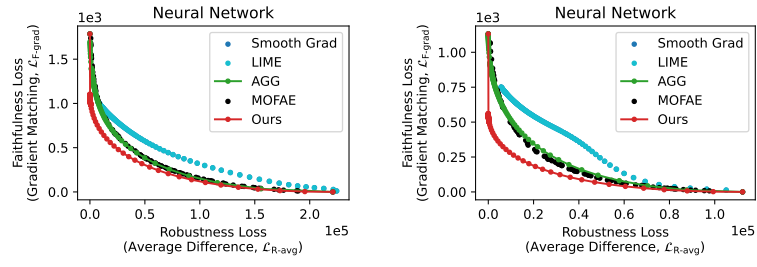 Neural Network
1e3
Faithfulness Loss
(Gradient Matching, ℒF-grad)
1.5
1.0
0.5
0.0
Smooth Grad
LIME
AGG
MOFAE
Ours
0.0 0.5 1.0 1.5 2.0
1e5
Robustness Loss
(Average Difference, ℒR-avg)
Neural Network
1e3
Faithfulness Loss
(Gradient Matching, ℒF-grad)
1.00
0.75
0.50
0.25
0.00
Smooth Grad
LIME
AGG
MOFAE
Ours
0.0 0.2 0.4 0.6 0.8 1.0
1e5
Robustness Loss
(Average Difference, ℒR-avg)